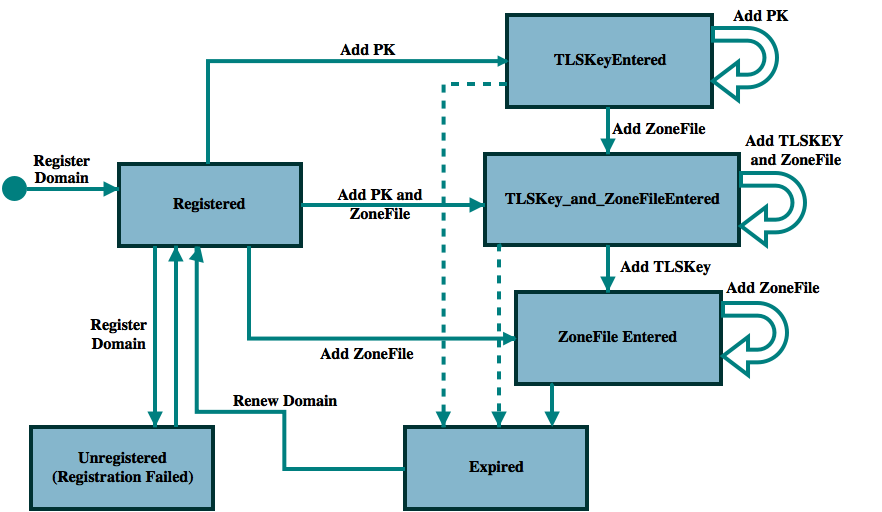 Add PK
Add PK
TLSKeyEntered
Add ZoneFile
Add TLSKEY
and ZoneFile
Register
Domain
Registered
Add PK and
ZoneFile
TLSKey_and_ZoneFileEntered
Add TLSKey
Add ZoneFile
Register
Domain
Add ZoneFile
ZoneFile Entered
Renew Domain
Unregistered
(Registration Failed)
Expired